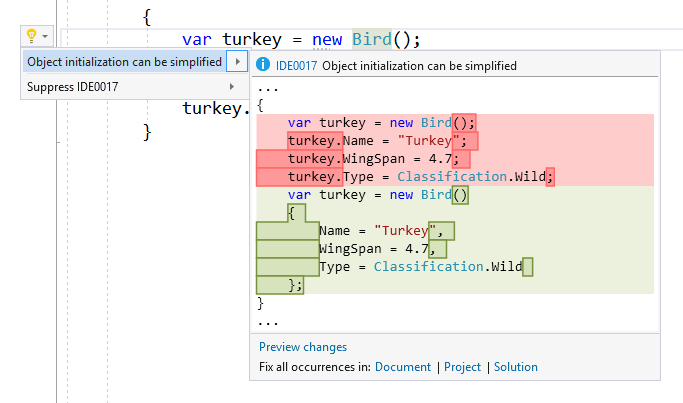 {
var turkey = new Bird();
Object initialization can be simplified
Suppress IDE0017
turkey.
}
IDE0017 Object initialization can be simplified
...
{
var turkey = new Bird();
turkey.Name = "Turkey";
turkey.WingSpan = 4.7;
turkey.Type = Classification.Wild;
var turkey = new Bird()
{
Name = "Turkey",
WingSpan = 4.7,
Type = Classification.Wild
};
}
...
Preview changes
Fix all occurrences in: Document | Project | Solution